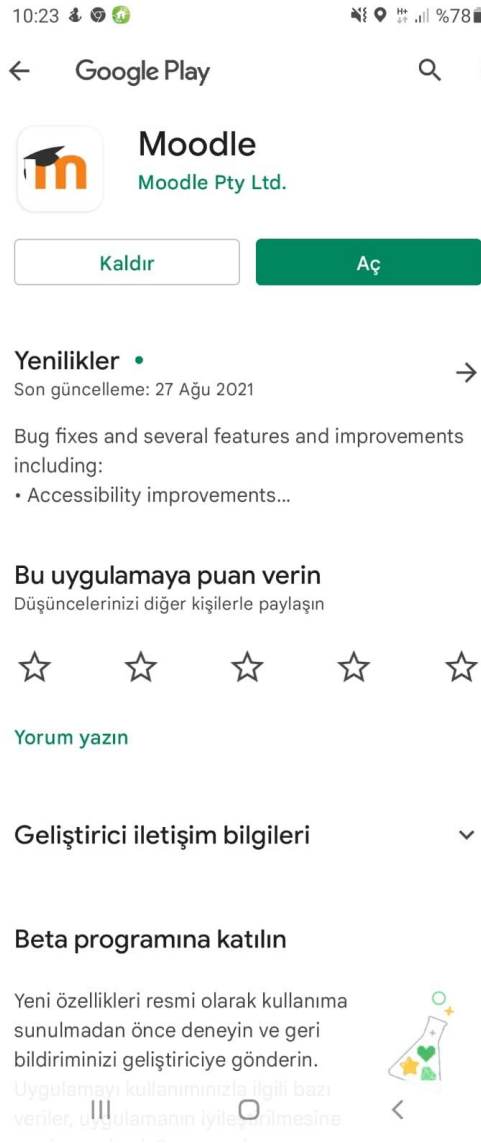 10:23
H+
%78
Google Play
m
Moodle
Moodle Pty Ltd.
Kaldır
Aç
Yenilikler
Son güncelleme: 27 Ağu 2021
Bug fixes and several features and improvements
including:
• Accessibility improvements...
Bu uygulamaya puan verin
Düşüncelerinizi diğer kişilerle paylaşın
Yorum yazın
Geliştirici iletişim bilgileri
Beta programına katılın
Yeni özellikleri resmi olarak kullanıma
sunulmadan önce deneyin ve geri
bildiriminizi geliştiriciye gönderin.
Uygulamayı kullanımınızla ilgili bazı
veriler, uygulamanın iyileştirilmesine